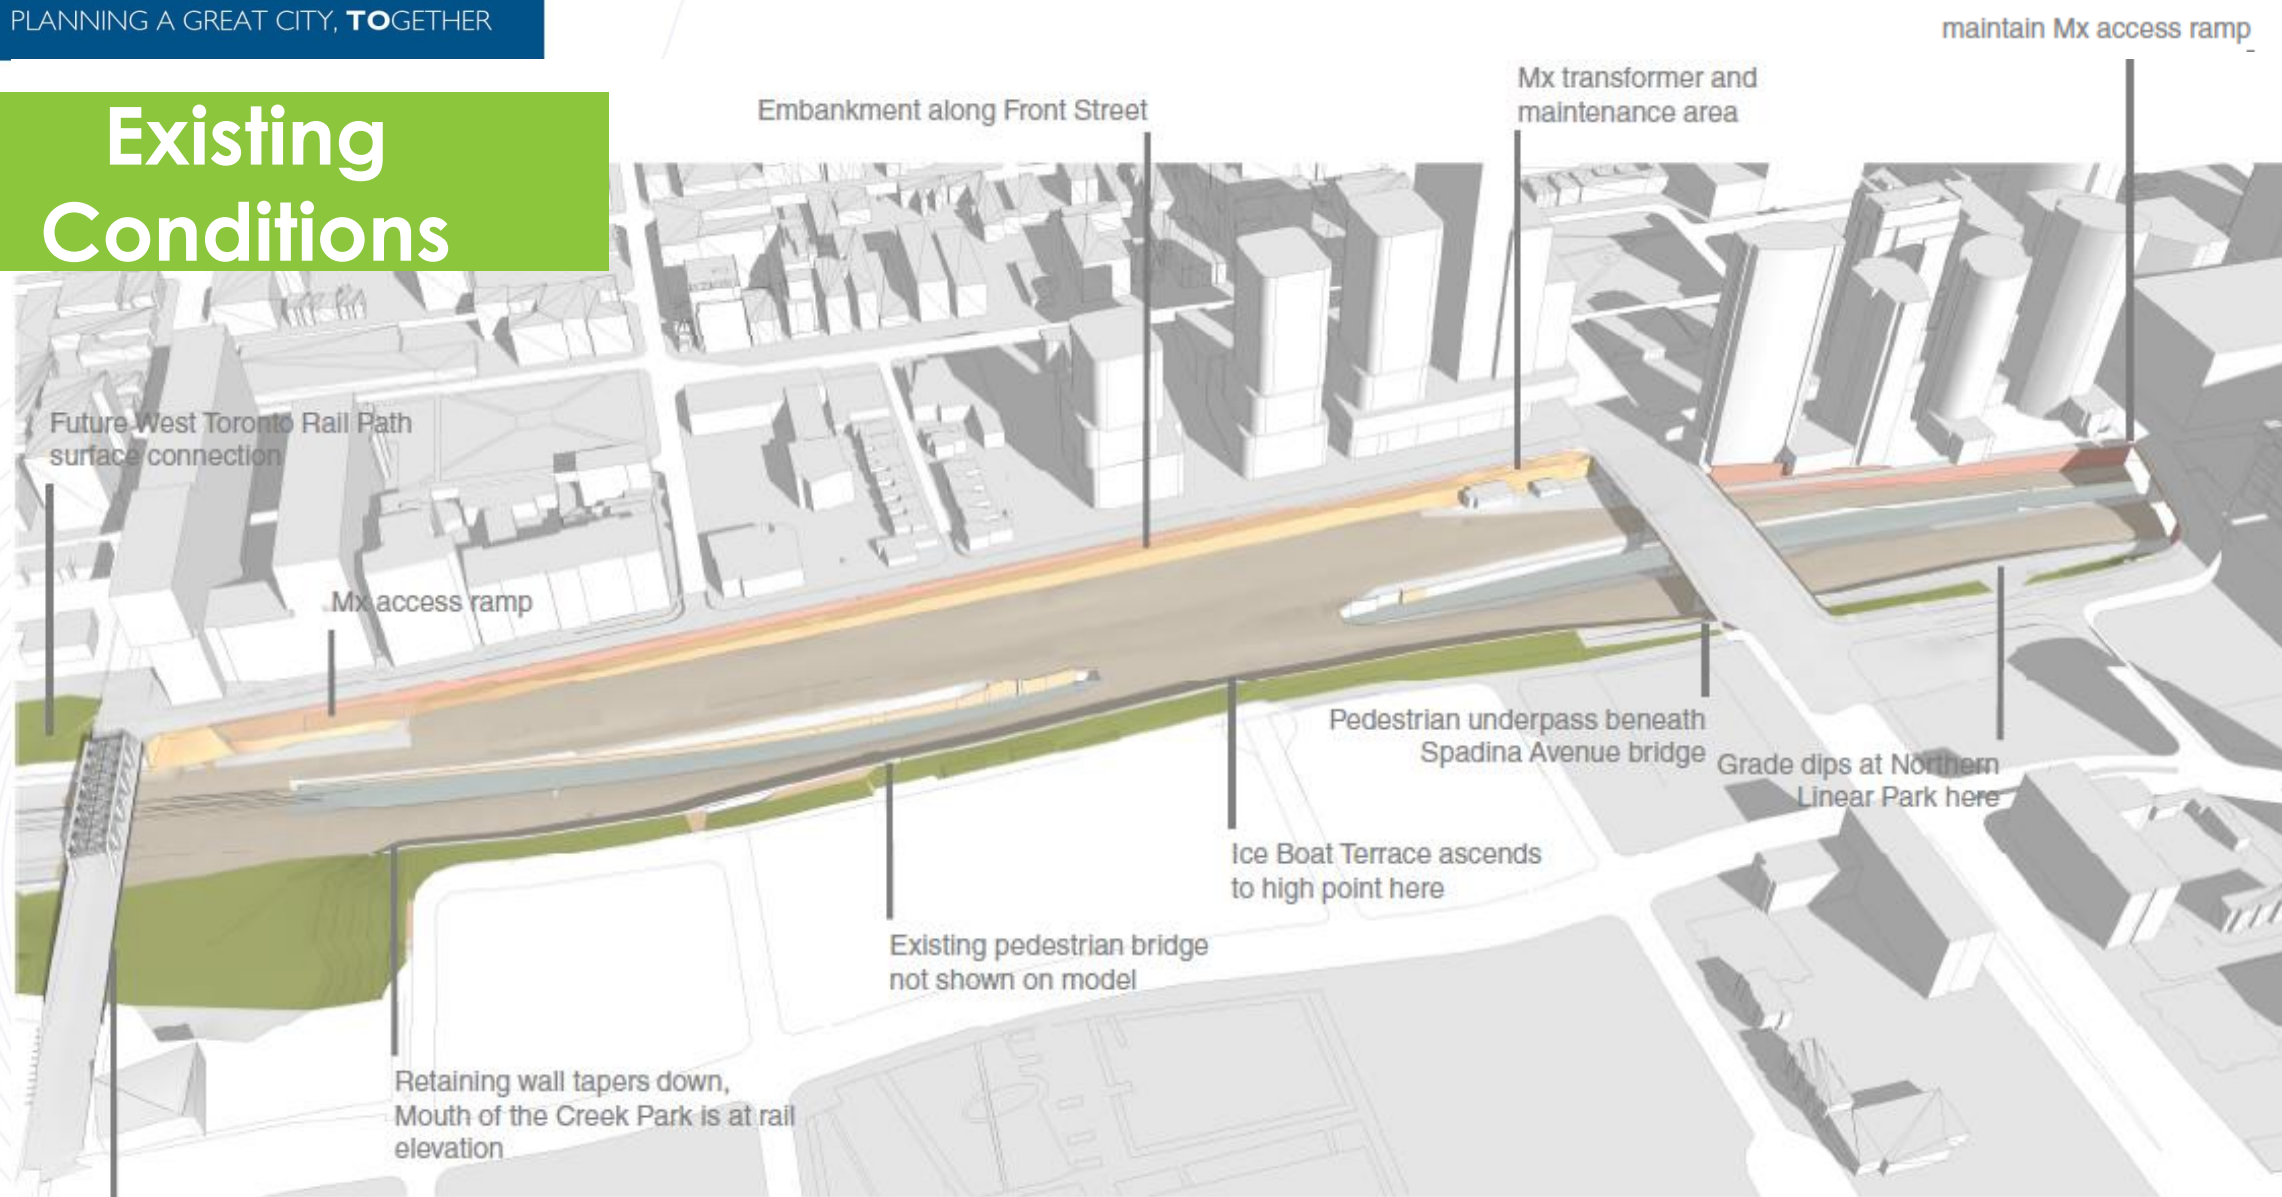 PLANNING A GREAT CITY, TOGETHER
maintain Mx access ramp
Existing
Conditions
Embankment along Front Street
Mx transformer and
maintenance area
Future West Toronto Rail Path
surface connection
Mx access ramp
Pedestrian underpass beneath
Spadina Avenue bridge
Grade dips at Northern
Linear Park here
Ice Boat Terrace ascends
to high point here
Existing pedestrian bridge
not shown on model
Retaining wall tapers down,
Mouth of the Creek Park is at rail
elevation